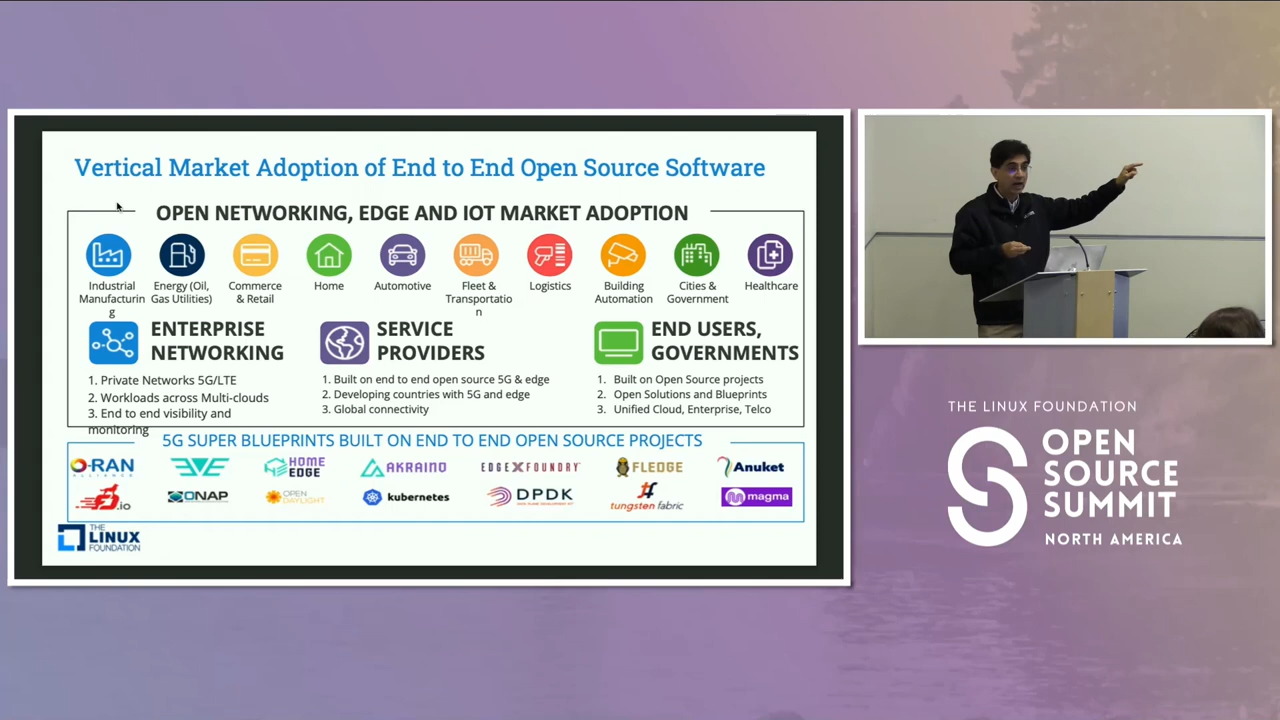 Vertical Market Adoption of End to End Open Source Software
OPEN NETWORKING, EDGE AND IOT MARKET ADOPTION
Industrial
Manufacturin
g
Energy (Oil,
Gas Utilities)
Commerce
& Retail
Home
Automotive
Fleet &
Transportatio
n
Logistics
Building
Automation
Cities &
Government
Healthcare
ENTERPRISE
NETWORKING
1. Private Networks 5G/LTE
2. Workloads across Multi-clouds
3. End to end visibility and
monitoring
SERVICE
PROVIDERS
1. Built on end to end open source 5G & edge
2. Developing countries with 5G and edge
3. Global connectivity
END USERS,
GOVERNMENTS
1. Built on Open Source projects
2. Open Solutions and Blueprints
3. Unified Cloud, Enterprise, Telco
5G SUPER BLUEPRINTS BUILT ON END TO END OPEN SOURCE PROJECTS
O-RAN
ALLIANCE
EVE
HOME
EDGE
AKRAINO
EDGE X FOUNDRY
FLEDGE
Anuket
.io
ONAP
OPEN
DAYLIGHT
kubernetes
DPDK
tungsten fabric
magma
THE
LINUX
FOUNDATION
THE LINUX FOUNDATION
OPEN
SOURCE
SUMMIT
NORTH AMERICA